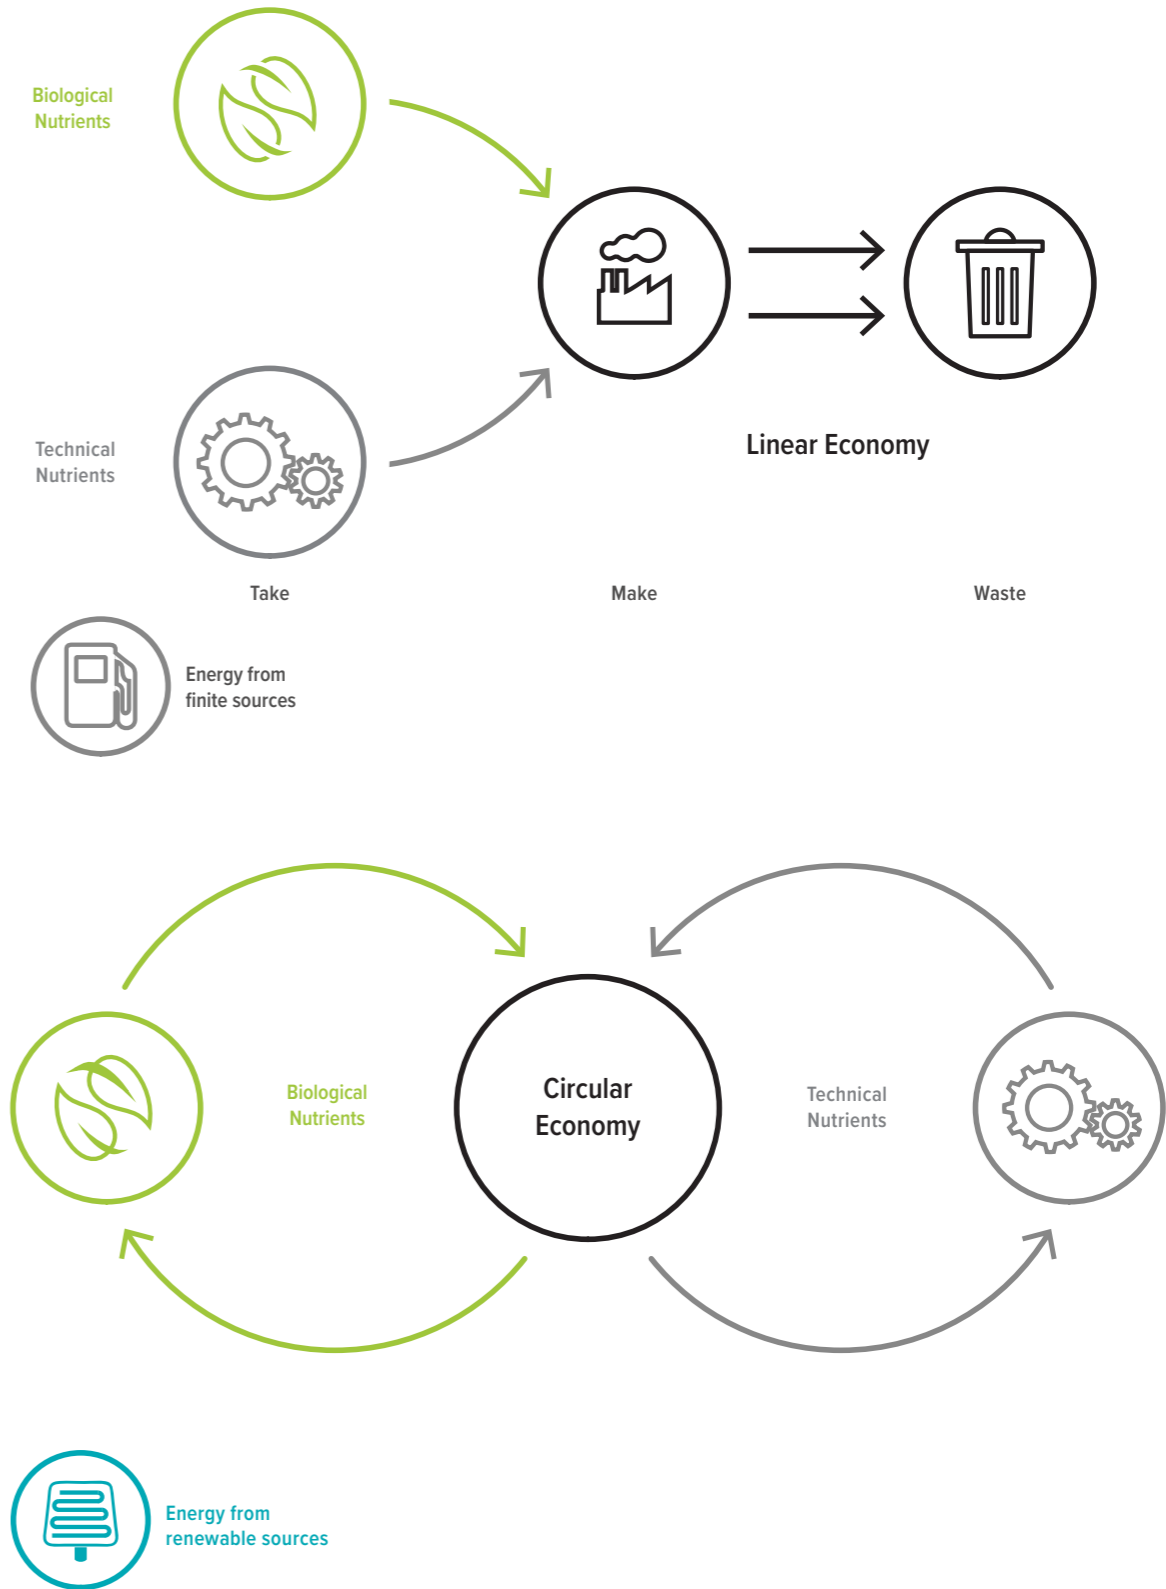 Biological
Nutrients
Technical
Nutrients
Linear Economy
Take
Make
Waste
Energy from
finite sources
Biological
Nutrients
Circular
Economy
Technical
Nutrients
Energy from
renewable sources